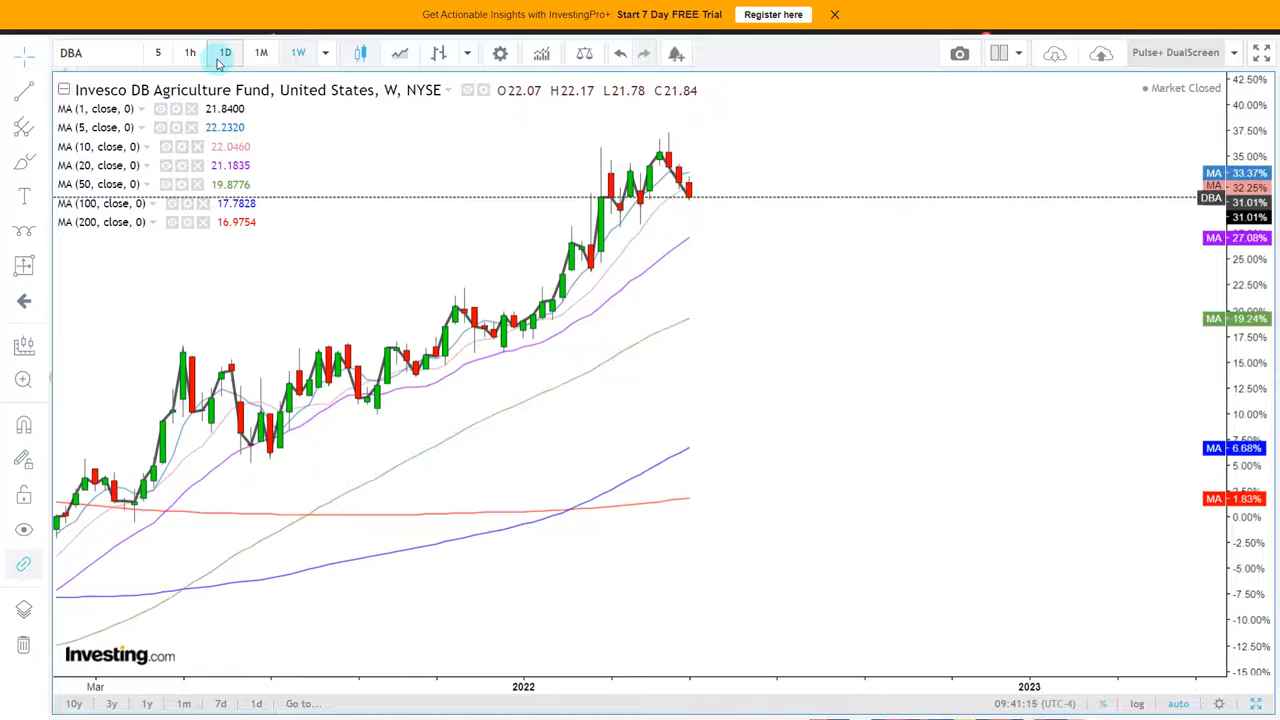 Get Actionable Insights with InvestingPro+: Start 7 Day FREE Trial Register here
DBA 5 1h 1D 1M 1W Pulse+ DualScreen
Invesco DB Agriculture Fund, United States, W, NYSE O22.07 H22.17 L21.78 C21.84
Market Closed
MA (1, close, 0) 21.8400
MA (5, close, 0) 22.2320
MA (10, close, 0) 22.0460
MA (20, close, 0) 21.1835
MA (50, close, 0) 19.8776
MA (100, close, 0) 17.7828
MA (200, close, 0) 16.9754
42.50%
40.00%
37.50%
35.00%
MA 33.37%
MA 32.25%
DBA 31.01%
31.01%
MA 27.08%
25.00%
22.50%
MA 19.24%
17.50%
15.00%
12.50%
10.00%
7.50%
MA 6.68%
5.00%
MA 1.83%
0.00%
-2.50%
-5.00%
-7.50%
-10.00%
-12.50%
-15.00%
Investing.com
Mar 2022 2023
10y 3y 1y 1m 7d 1d Go to... 09:41:15 (UTC-4) % log auto